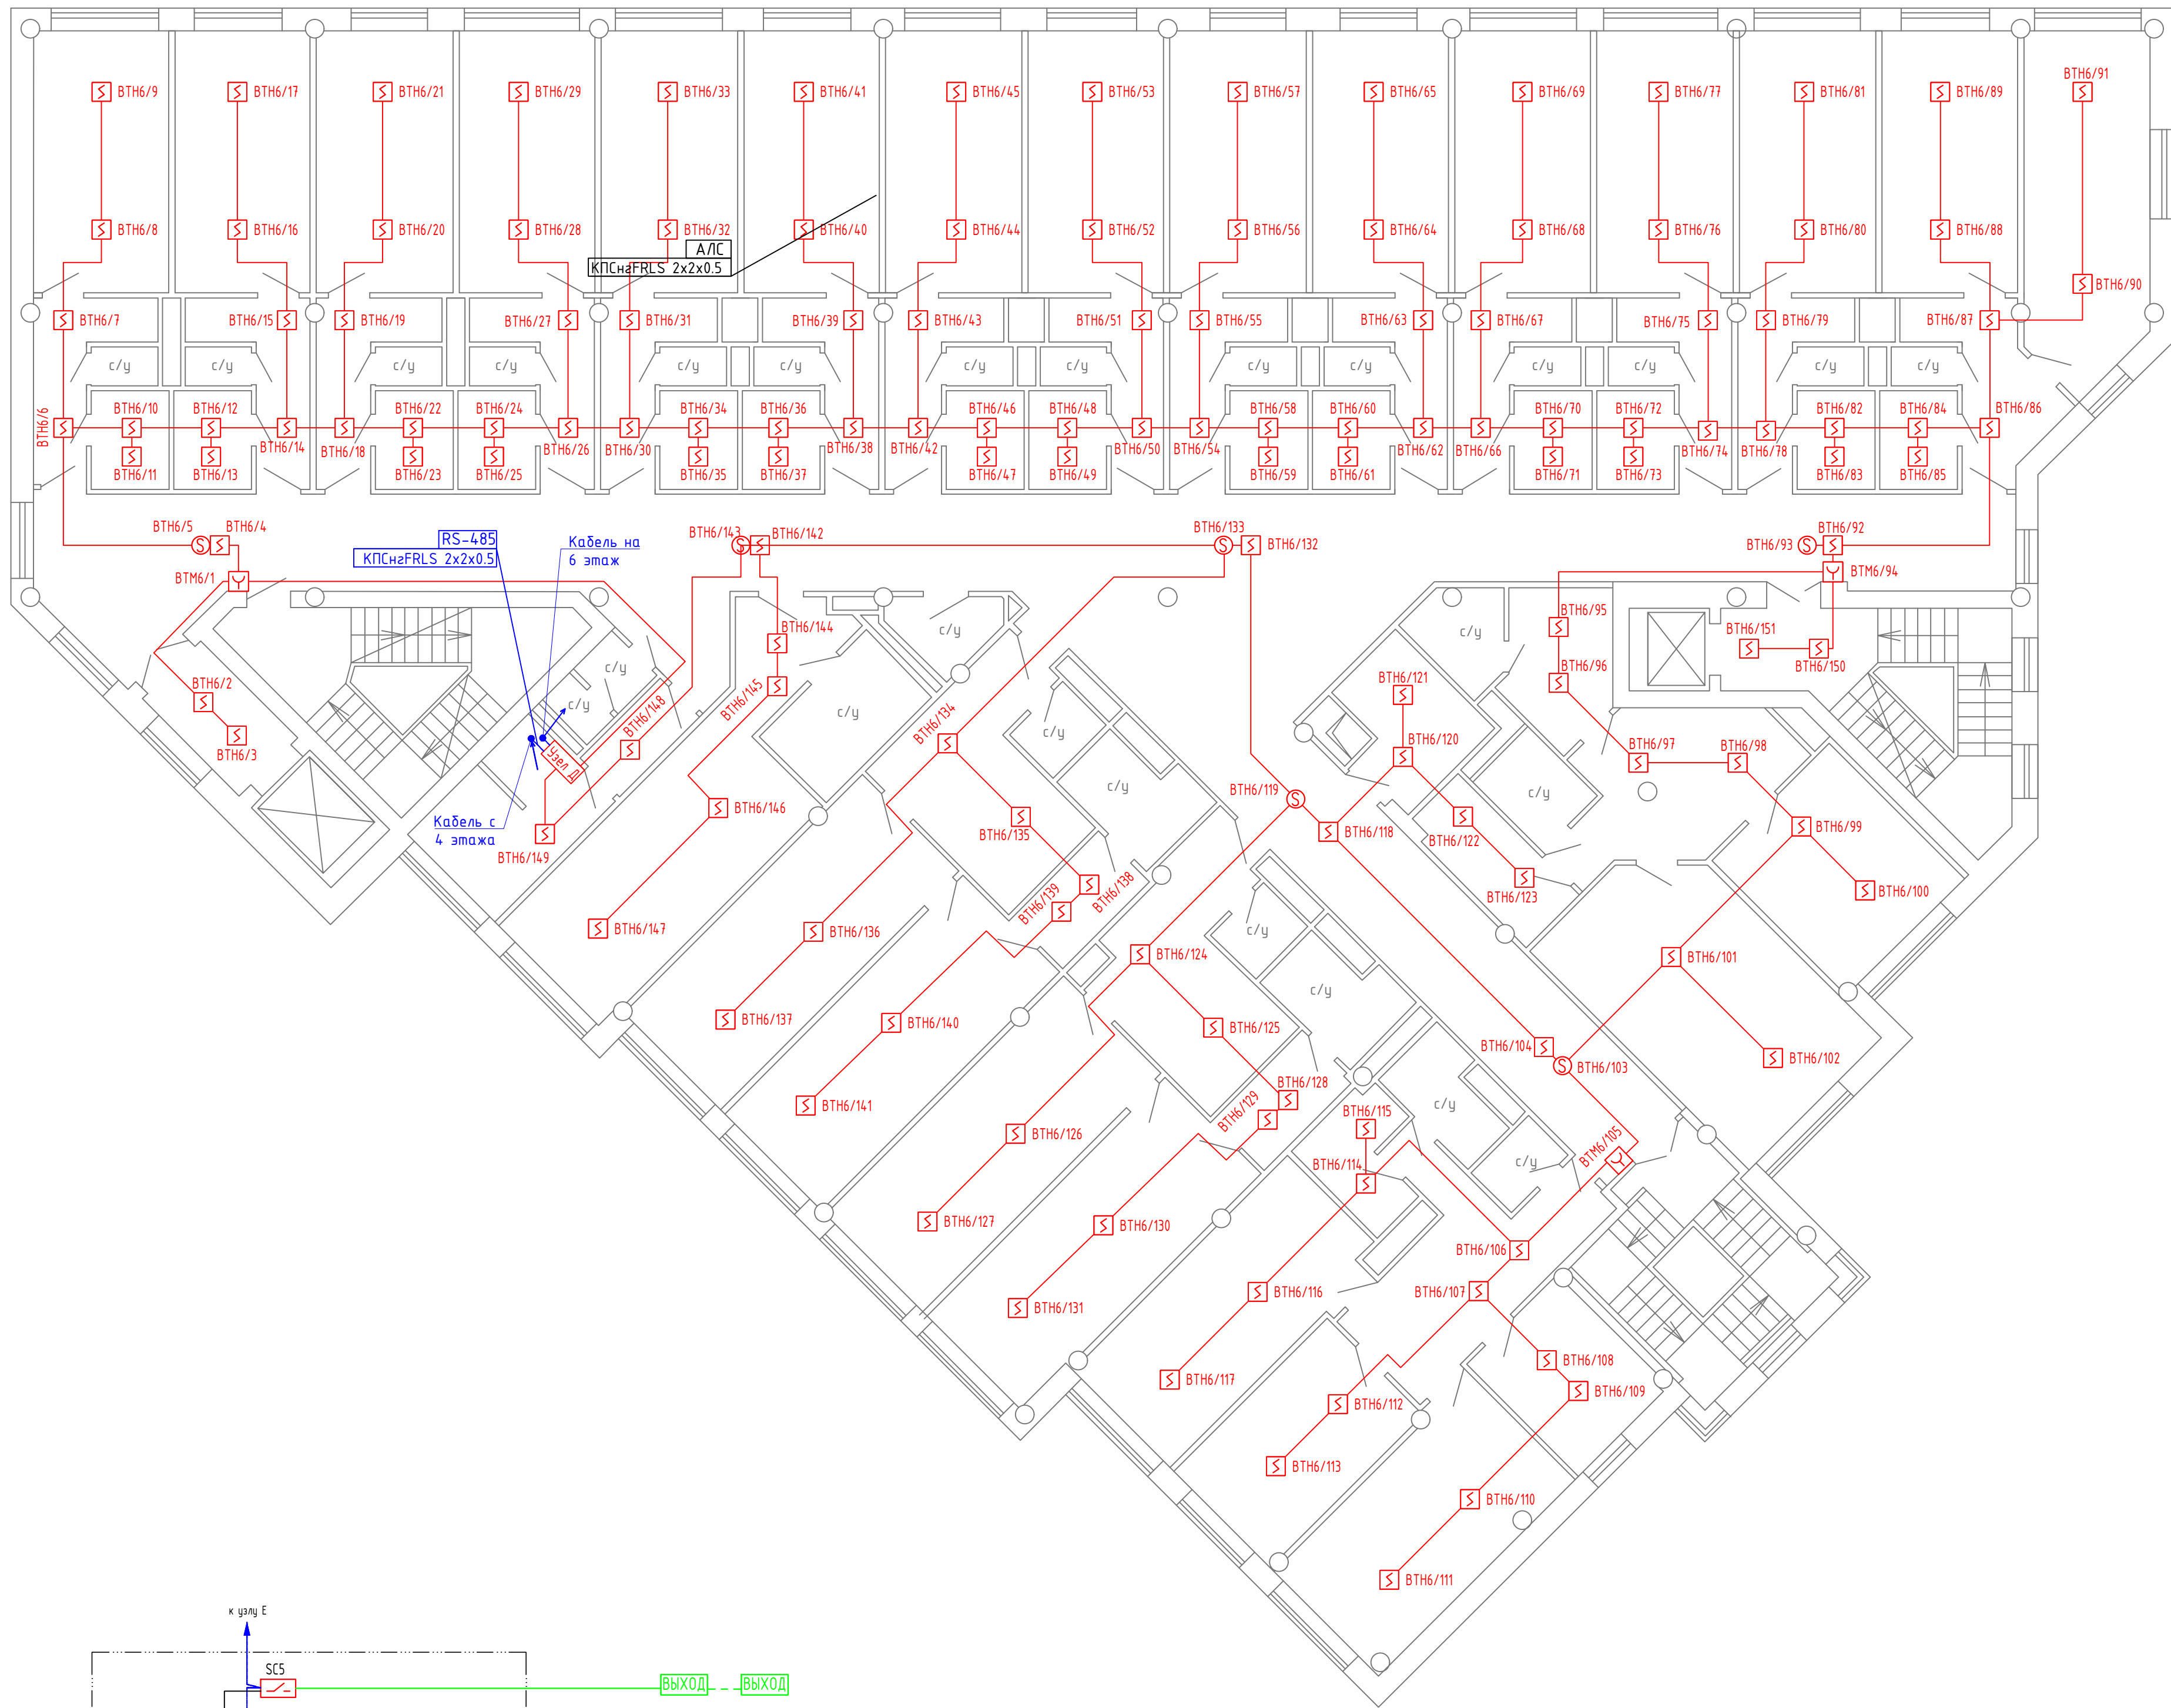 ВТН6/91
ВТН6/9
ВТН6/17
ВТН6/21
ВТН6/29
ВТН6/33
ВТН6/41
ВТН6/45
ВТН6/53
ВТН6/57
ВТН6/65
ВТН6/69
ВТН6/77
ВТН6/81
ВТН6/89
ВТН6/8
ВТН6/16
ВТН6/20
ВТН6/28
ВТН6/32
ВТН6/40
ВТН6/44
ВТН6/52
ВТН6/56
ВТН6/64
ВТН6/68
ВТН6/76
ВТН6/80
ВТН6/88
АЛС
КПСнгFRLS 2х2х0.5
ВТН6/90
ВТН6/7
ВТН6/15
ВТН6/19
ВТН6/27
ВТН6/31
ВТН6/39
ВТН6/43
ВТН6/51
ВТН6/55
ВТН6/63
ВТН6/67
ВТН6/75
ВТН6/79
ВТН6/87
с/у
с/у
с/у
с/у
с/у
с/у
с/у
с/у
с/у
с/у
с/у
с/у
с/у
с/у
ВТН6/6
ВТН6/10
ВТН6/12
ВТН6/22
ВТН6/24
ВТН6/34
ВТН6/36
ВТН6/46
ВТН6/48
ВТН6/58
ВТН6/60
ВТН6/70
ВТН6/72
ВТН6/82
ВТН6/84
ВТН6/86
ВТН6/14
ВТН6/18
ВТН6/26
ВТН6/30
ВТН6/38
ВТН6/42
ВТН6/50
ВТН6/54
ВТН6/62
ВТН6/66
ВТН6/74
ВТН6/78
ВТН6/11
ВТН6/13
ВТН6/23
ВТН6/25
ВТН6/35
ВТН6/37
ВТН6/47
ВТН6/49
ВТН6/59
ВТН6/61
ВТН6/71
ВТН6/73
ВТН6/83
ВТН6/85
ВТН6/5
ВТН6/4
RS-485
КПСнгFRLS 2х2х0.5
Кабель на
6 этаж
ВТН6/143
ВТН6/142
ВТН6/133
ВТН6/132
ВТН6/92
ВТН6/93
ВТМ6/1
ВТМ6/94
ВТН6/95
ВТН6/96
ВТН6/151
ВТН6/150
ВТН6/144
ВТН6/145
с/у
с/у
с/у
с/у
с/у
ВТН6/2
ВТН6/3
ВТН6/148
Узел Д
ВТН6/134
с/у
ВТН6/121
ВТН6/120
ВТН6/97
ВТН6/98
с/у
с/у
ВТН6/119
ВТН6/118
ВТН6/122
ВТН6/123
ВТН6/99
ВТН6/100
Кабель с
4 этажа
ВТН6/149
ВТН6/146
ВТН6/135
ВТН6/147
ВТН6/136
ВТН6/139
ВТН6/138
с/у
ВТН6/124
ВТН6/101
с/у
ВТН6/137
ВТН6/140
ВТН6/125
ВТН6/104
ВТН6/103
ВТН6/102
ВТН6/141
ВТН6/126
ВТН6/128
ВТН6/129
ВТН6/115
с/у
с/у
ВТМ6/105
ВТН6/114
ВТН6/127
ВТН6/130
ВТН6/106
ВТН6/107
ВТН6/116
ВТН6/131
ВТН6/108
ВТН6/109
ВТН6/117
ВТН6/112
ВТН6/113
ВТН6/110
ВТН6/111
к узлу Е
SC5
ВЫХОД
ВЫХОД